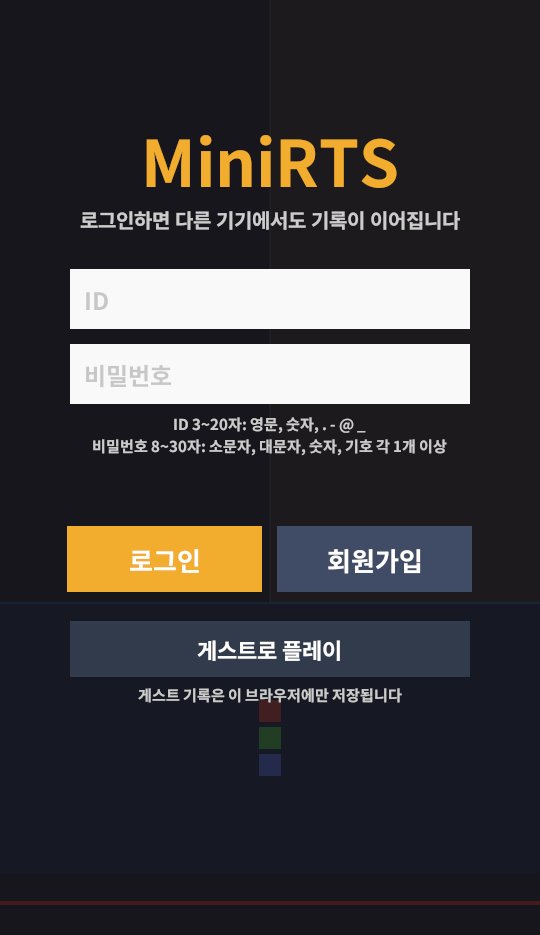 MiniRTS
로그인하면 다른 기기에서도 기록이 이어집니다
ID
비밀번호
ID 3~20자: 영문, 숫자, . - @ _
비밀번호 8~30자: 소문자, 대문자, 숫자, 기호 각 1개 이상
로그인 회원가입
게스트로 플레이
게스트 기록은 이 브라우저에만 저장됩니다